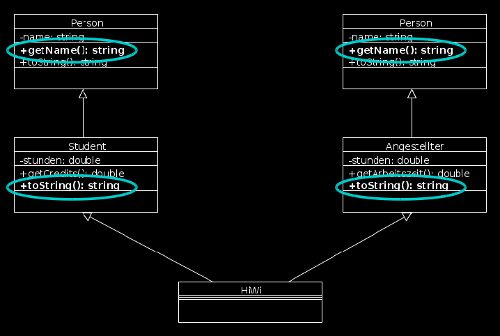 Person
-name: string
+getName(): string
+toString(): string
Person
-name: string
+getName(): string
+toString(): string
Student
-stunden: double
+getCredits(): double
+toString(): string
Angestellter
-stunden: double
+getArbeitszeit(): double
+toString(): string
HiWi